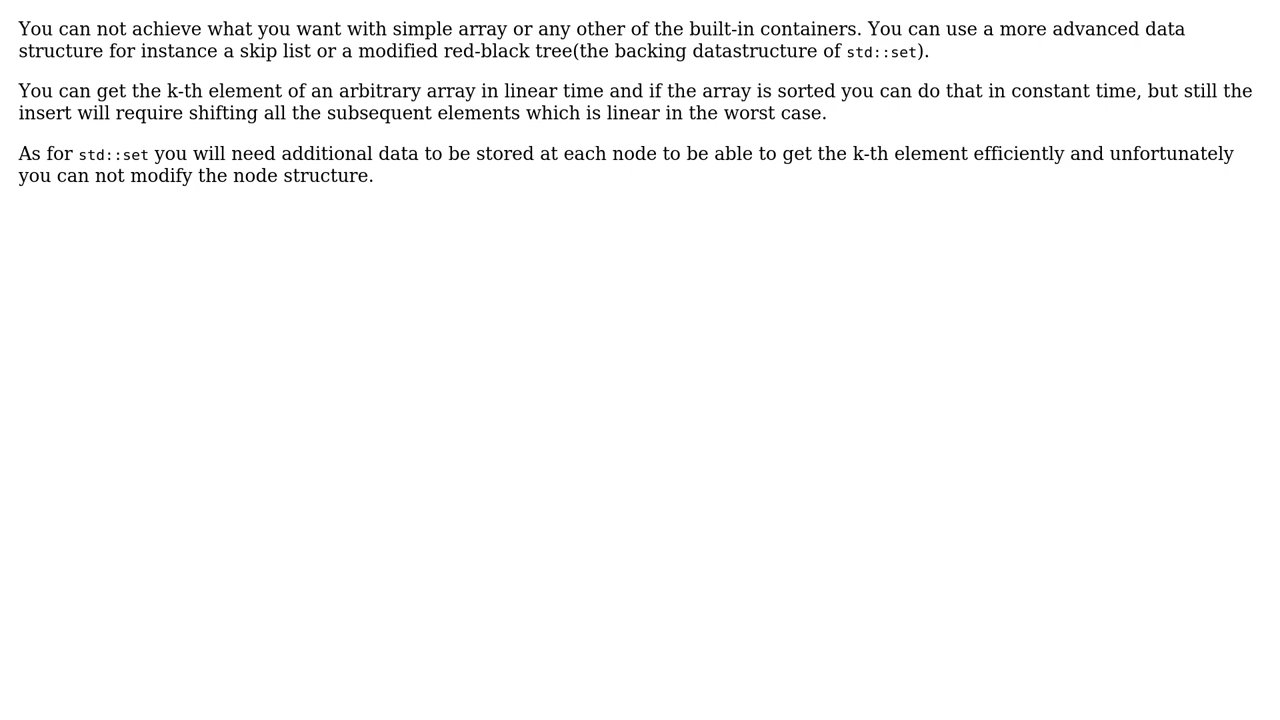 You can not achieve what you want with simple array or any other of the built-in containers. You can use a more advanced data
structure for instance a skip list or a modified red-black tree(the backing datastructure of std::set).
You can get the k-th element of an arbitrary array in linear time and if the array is sorted you can do that in constant time, but still the
insert will require shifting all the subsequent elements which is linear in the worst case.
As for std::set you will need additional data to be stored at each node to be able to get the k-th element efficiently and unfortunately
you can not modify the node structure.